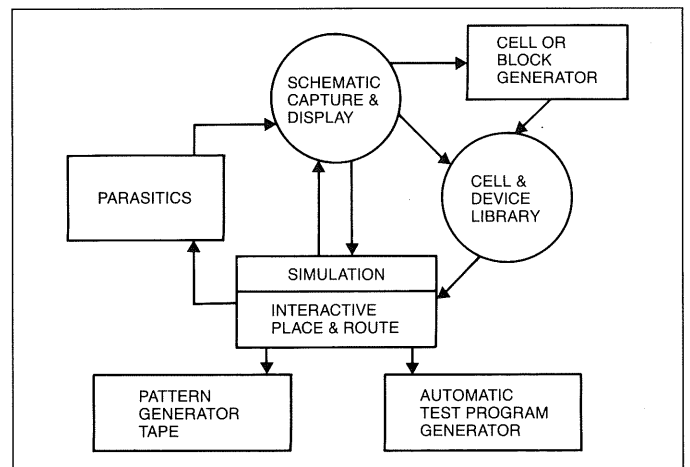 SCHEMATIC
CAPTURE &
DISPLAY
CELL OR
BLOCK
GENERATOR
PARASITICS
CELL &
DEVICE
LIBRARY
SIMULATION
INTERACTIVE
PLACE & ROUTE
PATTERN
GENERATOR
TAPE
AUTOMATIC
TEST PROGRAM
GENERATOR